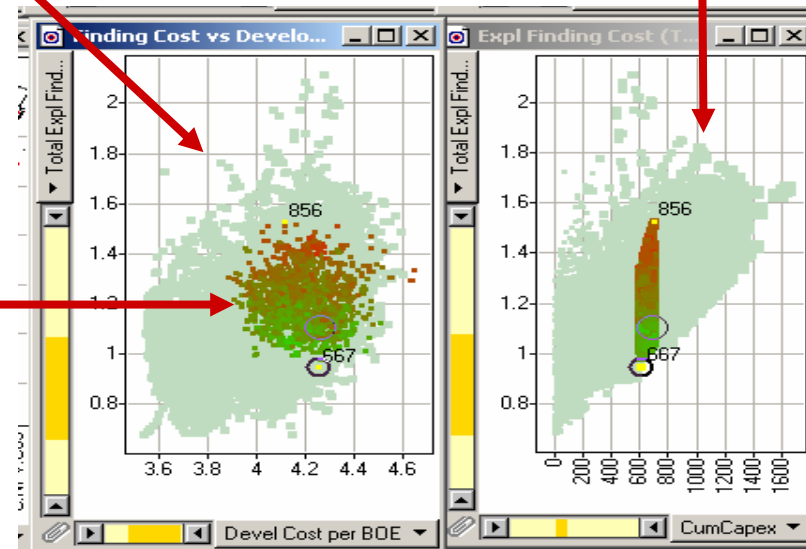 Finding Cost vs Develo...
Total Expl Find...
2
1.8
1.6
1.4
1.2
1
0.8
856
667
3.6 3.8 4 4.2 4.4 4.6
Devel Cost per BOE
Expl Finding Cost (T...
Total Expl Find...
2
1.8
1.6
1.4
1.2
1
0.8
856
667
0 200 400 600 800 1000 1200 1400 1600
CumCapex